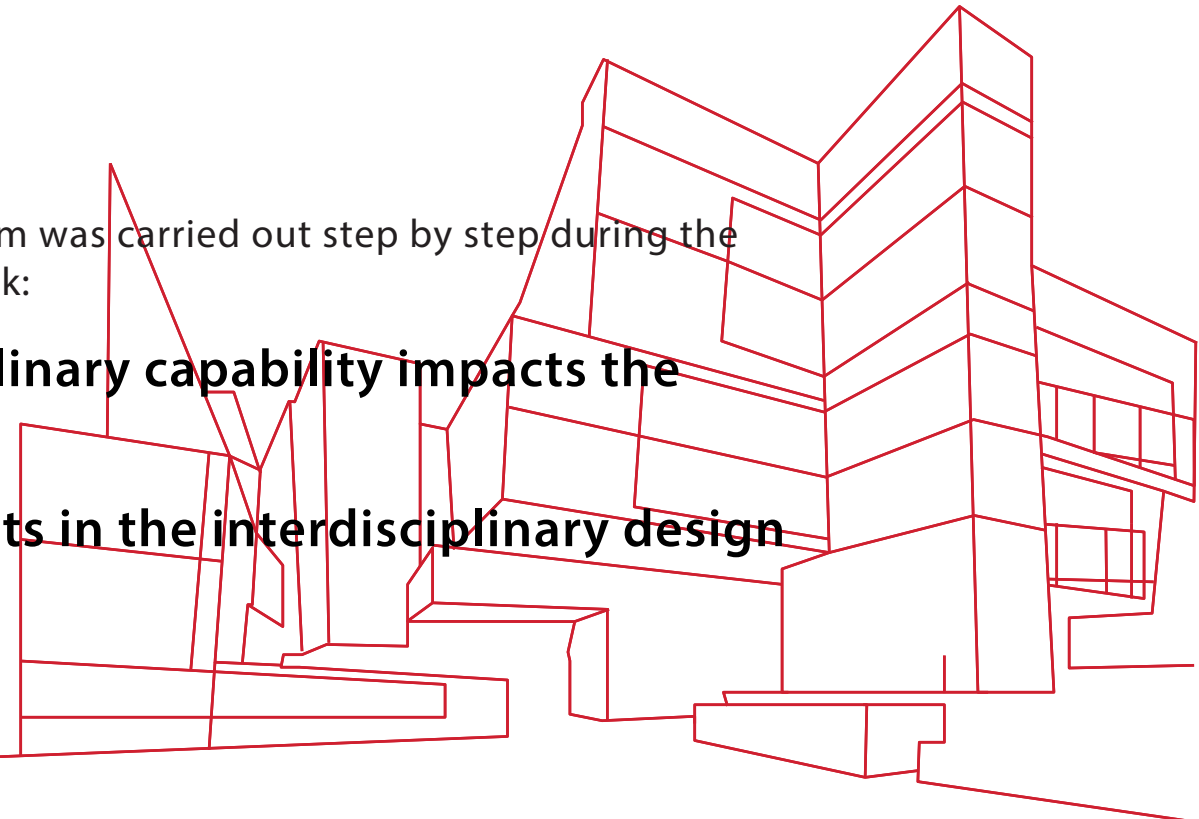 m was carried out step by step during the
k:
linary capability impacts the
ts in the interdisciplinary design